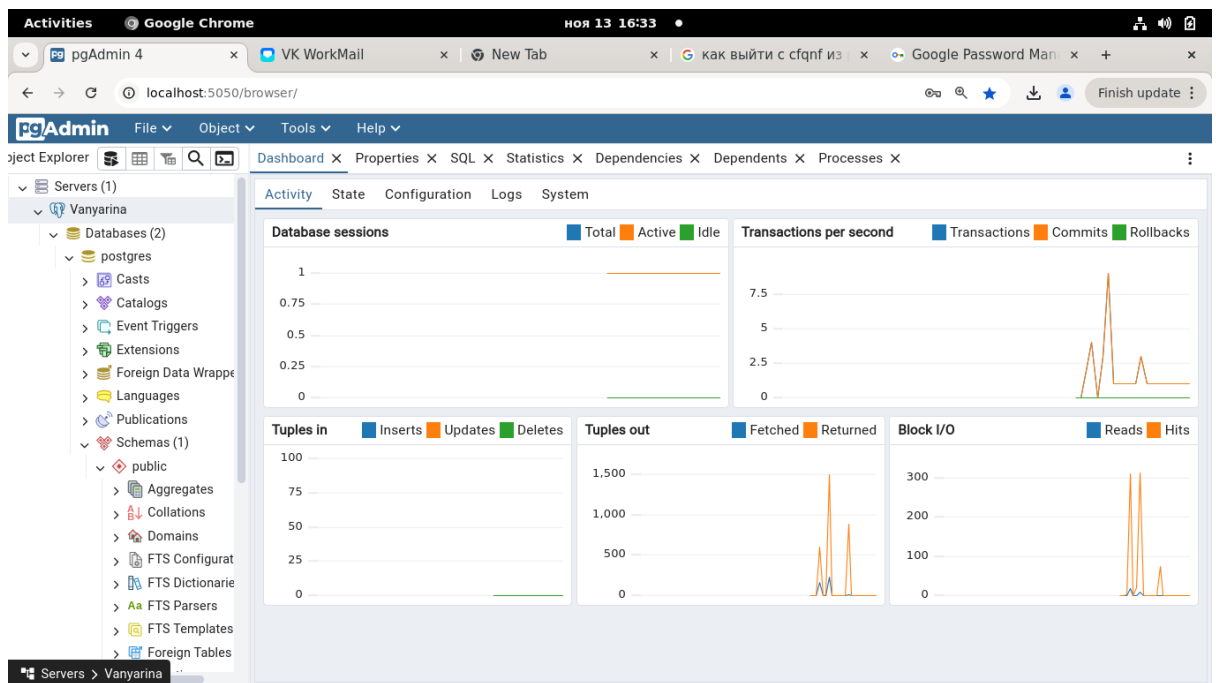 Activities Google Chrome ноя 13 16:33
pgAdmin 4 VK WorkMail New Tab как выйти с cfqnf из Google Password Man
localhost:5050/browser/ Finish update
pgAdmin File Object Tools Help
bject Explorer Dashboard Properties SQL Statistics Dependencies Dependents Processes
Servers (1)
Vanyarina
Databases (2)
postgres
Casts
Catalogs
Event Triggers
Extensions
Foreign Data Wrappe
Languages
Publications
Schemas (1)
public
Aggregates
Collations
Domains
FTS Configurat
FTS Dictionarie
Aa FTS Parsers
FTS Templates
Foreign Tables
Servers > Vanyarina
Activity State Configuration Logs System
Database sessions Total Active Idle
1
0.75
0.5
0.25
0
Transactions per second Transactions Commits Rollbacks
7.5
5
2.5
0
Tuples in Inserts Updates Deletes
100
75
50
25
0
Tuples out Fetched Returned
1,500
1,000
500
0
Block I/O Reads Hits
300
200
100
0